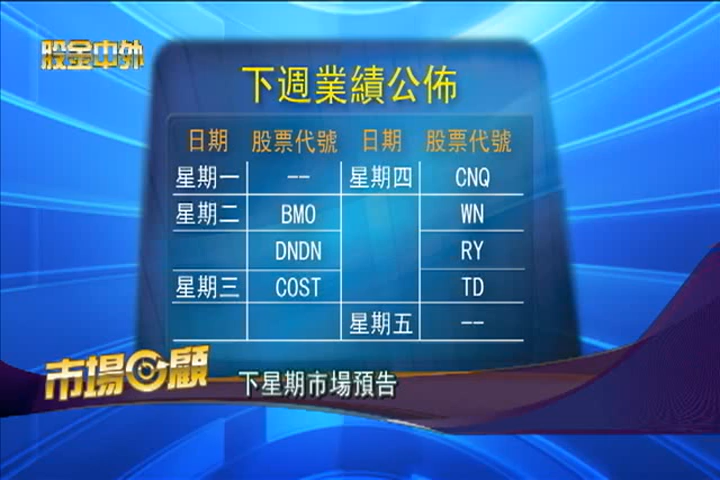 股金中外
下週業績公佈
日期 股票代號 日期 股票代號
星期一 -- 星期四 CNQ
星期二 BMO WN
DNDN RY
星期三 COST TD
星期五 --
市場回顧
下星期市場預告